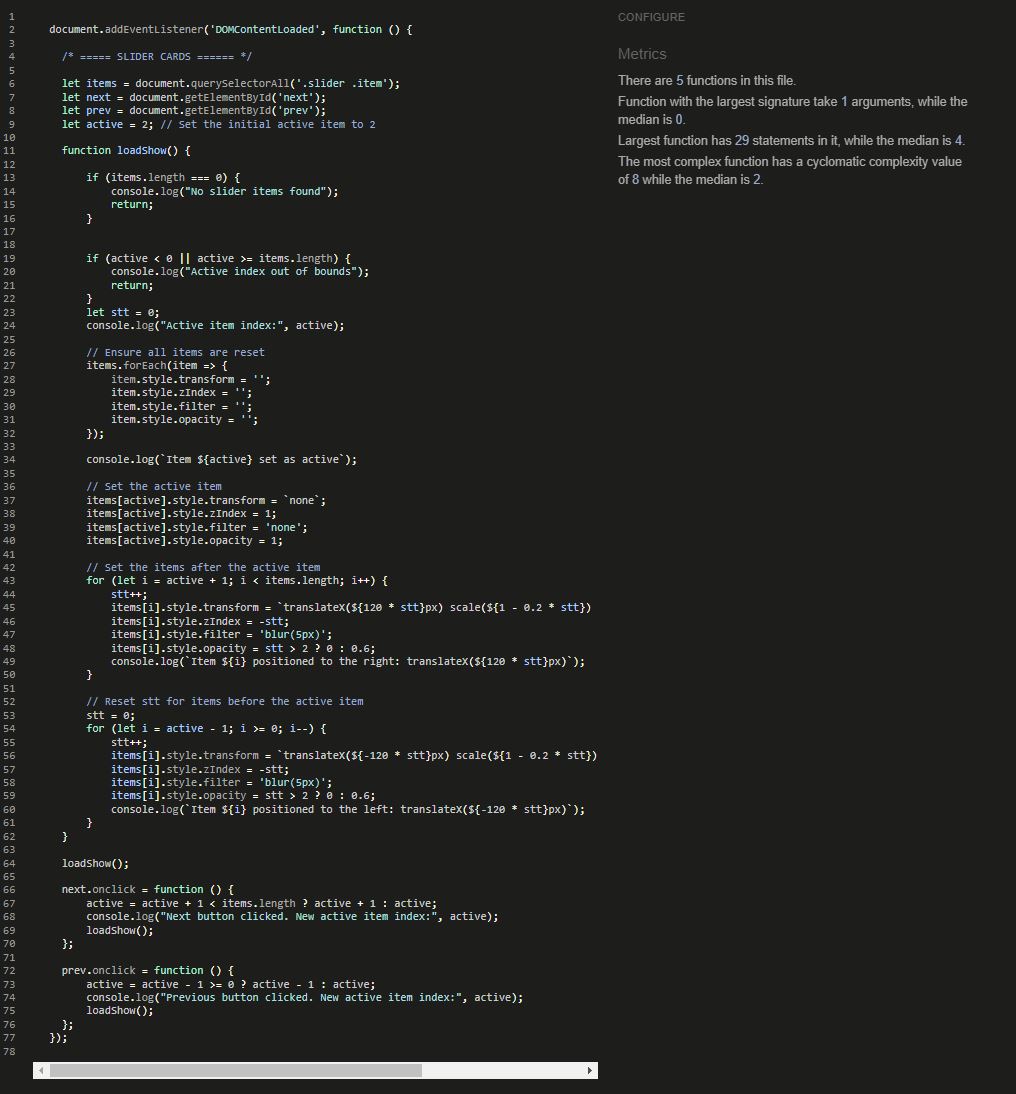 1
2 document.addEventListener('DOMContentLoaded', function () {
3
4 /* ===== SLIDER CARDS ====== */
5
6 let items = document.querySelectorAll('.slider .item');
7 let next = document.getElementById('next');
8 let prev = document.getElementById('prev');
9 let active = 2; // Set the initial active item to 2
10
11 function loadShow() {
12
13 if (items.length === 0) {
14 console.log("No slider items found");
15 return;
16 }
17
18
19 if (active < 0 || active >= items.length) {
20 console.log("Active index out of bounds");
21 return;
22 }
23 let stt = 0;
24 console.log("Active item index:", active);
25
26 // Ensure all items are reset
27 items.forEach(item => {
28 item.style.transform = '';
29 item.style.zIndex = '';
30 item.style.filter = '';
31 item.style.opacity = '';
32 });
33
34 console.log(`Item ${active} set as active`);
35
36 // Set the active item
37 items[active].style.transform = `none`;
38 items[active].style.zIndex = 1;
39 items[active].style.filter = 'none';
40 items[active].style.opacity = 1;
41
42 // Set the items after the active item
43 for (let i = active + 1; i < items.length; i++) {
44 stt++;
45 items[i].style.transform = `translateX(${120 * stt}px) scale(${1 - 0.2 * stt})
46 items[i].style.zIndex = -stt;
47 items[i].style.filter = 'blur(5px)';
48 items[i].style.opacity = stt > 2 ? 0 : 0.6;
49 console.log(`Item ${i} positioned to the right: translateX(${120 * stt}px)`);
50 }
51
52 // Reset stt for items before the active item
53 stt = 0;
54 for (let i = active - 1; i >= 0; i--) {
55 stt++;
56 items[i].style.transform = `translateX(${-120 * stt}px) scale(${1 - 0.2 * stt})
57 items[i].style.zIndex = -stt;
58 items[i].style.filter = 'blur(5px)';
59 items[i].style.opacity = stt > 2 ? 0 : 0.6;
60 console.log(`Item ${i} positioned to the left: translateX(${-120 * stt}px)`);
61 }
62 }
63
64 loadShow();
65
66 next.onclick = function () {
67 active = active + 1 < items.length ? active + 1 : active;
68 console.log("Next button clicked. New active item index:", active);
69 loadShow();
70 };
71
72 prev.onclick = function () {
73 active = active - 1 >= 0 ? active - 1 : active;
74 console.log("Previous button clicked. New active item index:", active);
75 loadShow();
76 };
77 });
78
CONFIGURE
Metrics
There are 5 functions in this file.
Function with the largest signature take 1 arguments, while the
median is 0.
Largest function has 29 statements in it, while the median is 4.
The most complex function has a cyclomatic complexity value
of 8 while the median is 2.